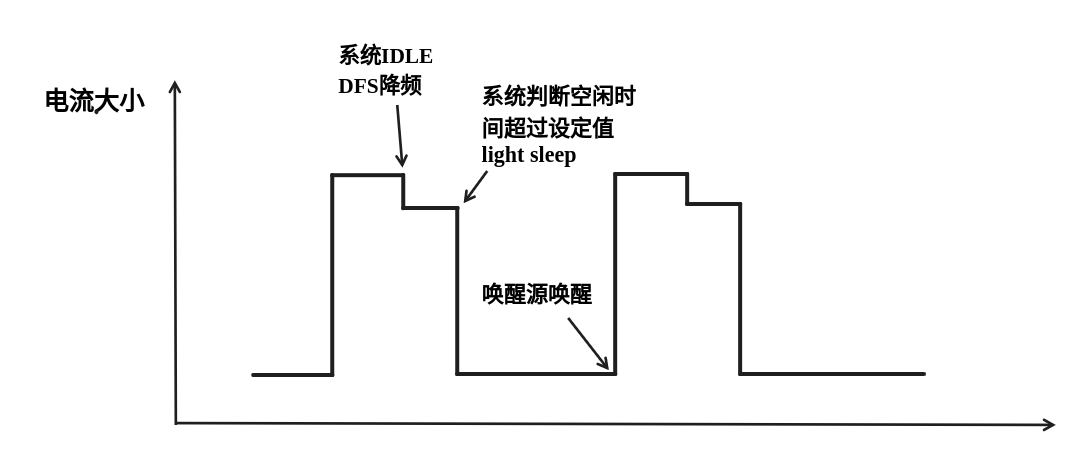 系统IDLE
DFS降频
电流大小
系统判断空闲时
间超过设定值
light sleep
唤醒源唤醒